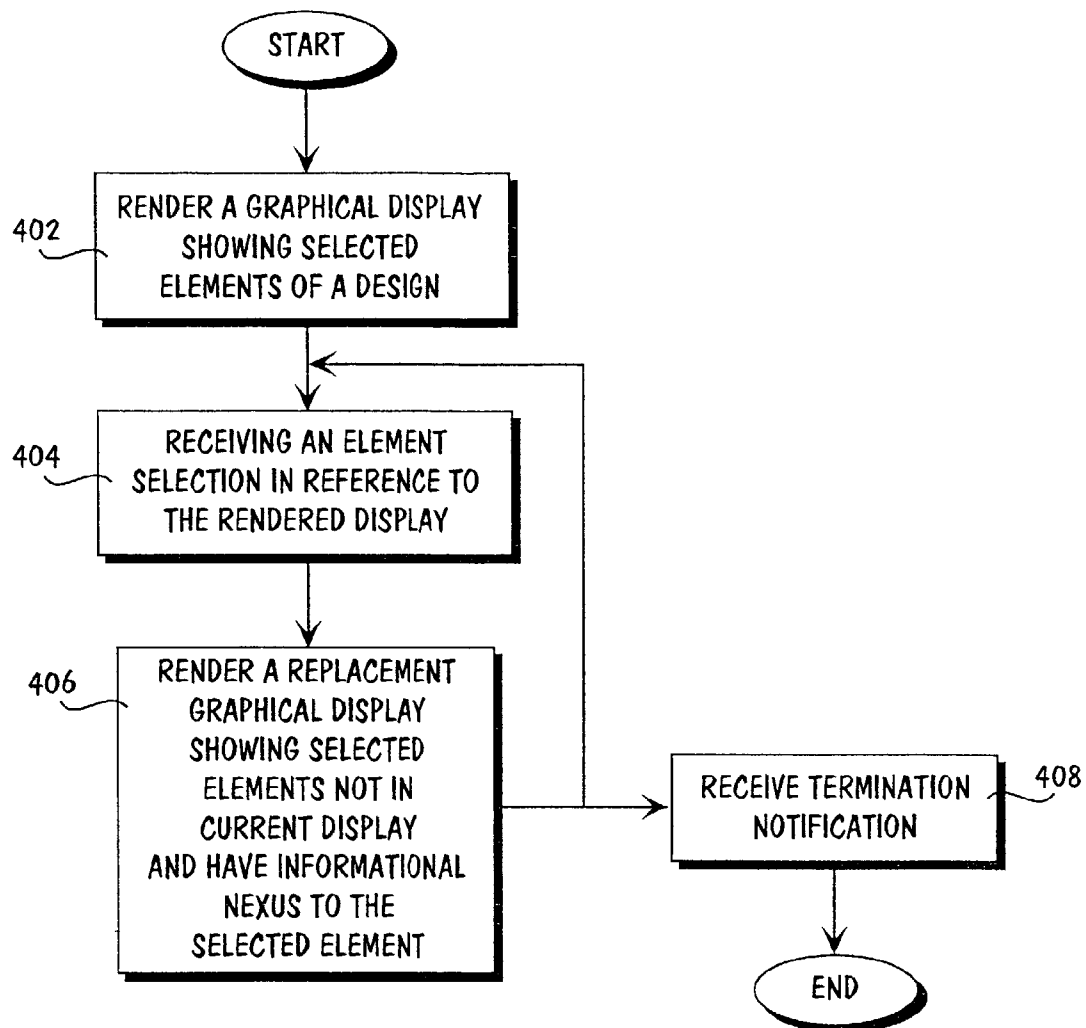 START
402
RENDER A GRAPHICAL DISPLAY
SHOWING SELECTED
ELEMENTS OF A DESIGN
404
RECEIVING AN ELEMENT
SELECTION IN REFERENCE TO
THE RENDERED DISPLAY
406
RENDER A REPLACEMENT
GRAPHICAL DISPLAY
SHOWING SELECTED
ELEMENTS NOT IN
CURRENT DISPLAY
AND HAVE INFORMATIONAL
NEXUS TO THE
SELECTED ELEMENT
RECEIVE TERMINATION
NOTIFICATION
408
END